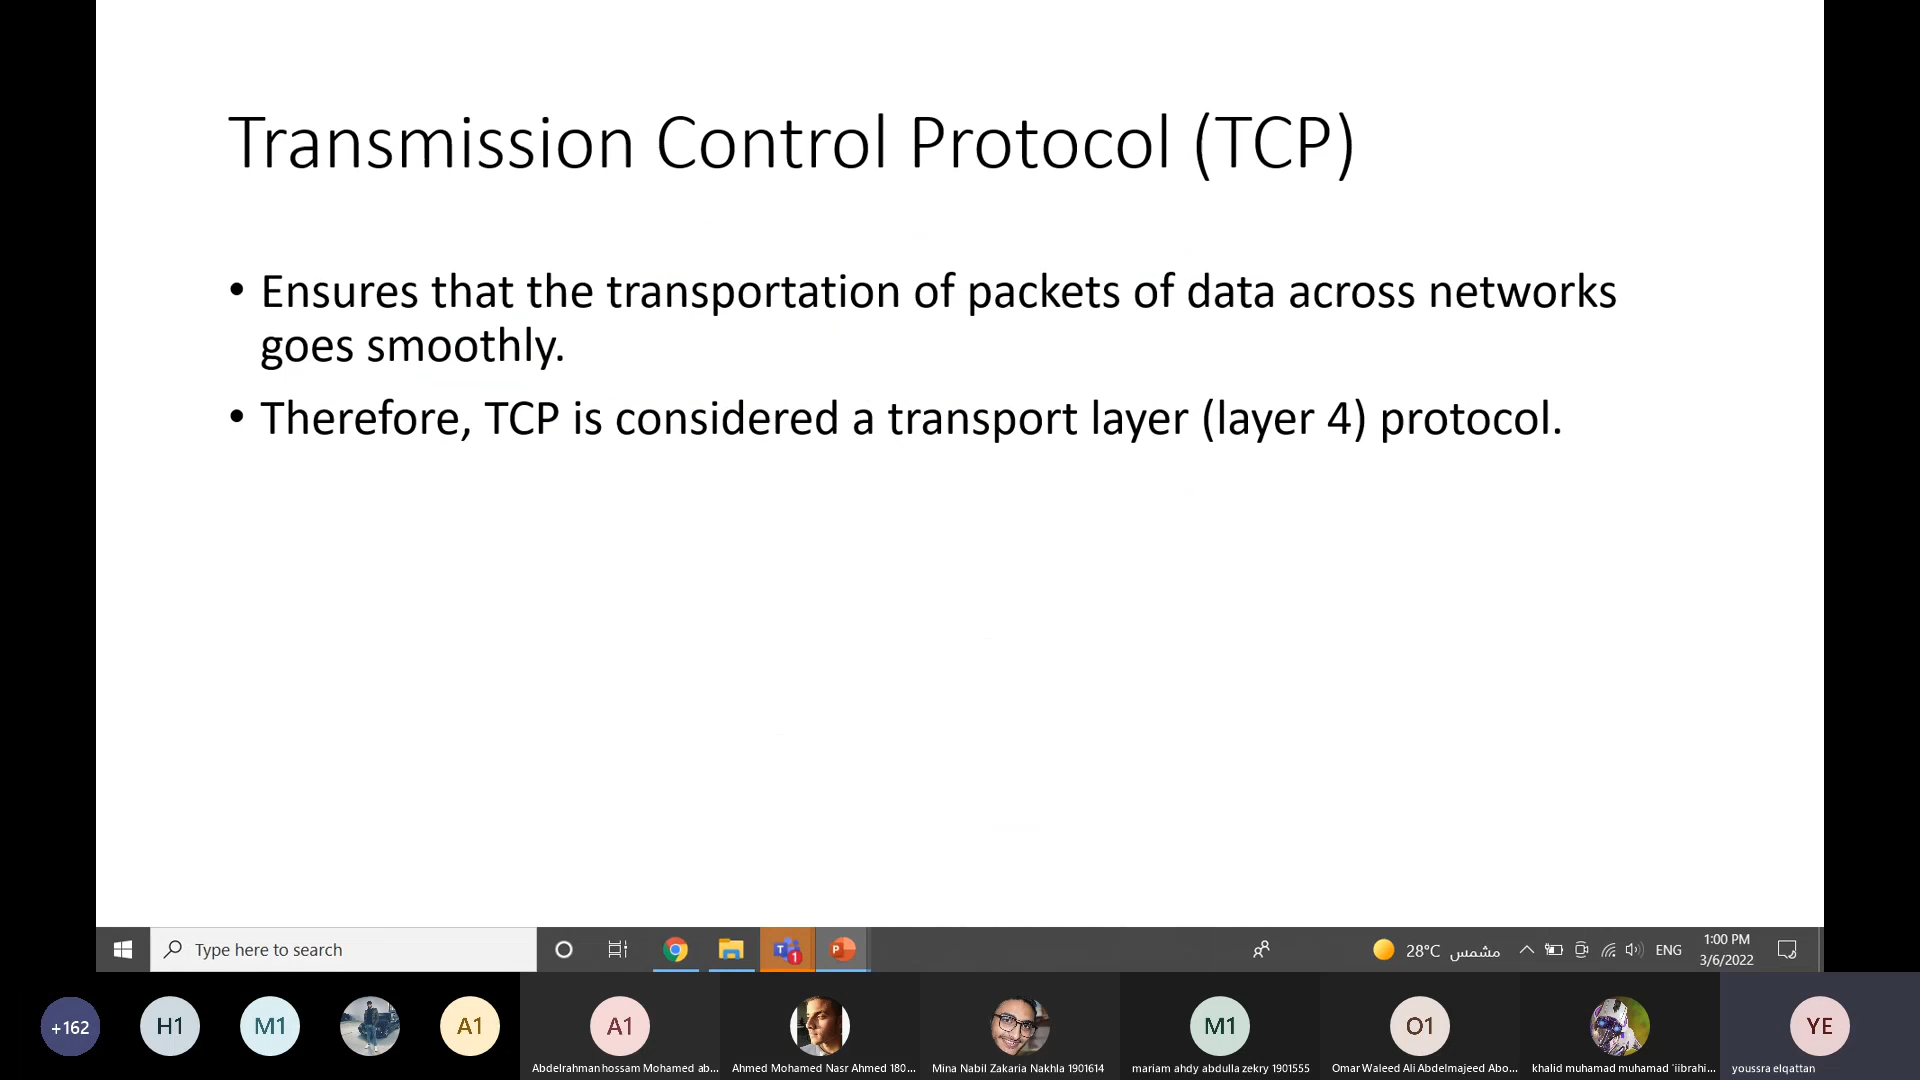 Transmission Control Protocol (TCP)
• Ensures that the transportation of packets of data across networks
goes smoothly.
• Therefore, TCP is considered a transport layer (layer 4) protocol.
Type here to search
1
P
28°C مشمس
ENG
1:00 PM
3/6/2022
+162
H1
M1
A1
A1
M1
O1
YE
Abdelrahman hossam Mohamed ab...
Ahmed Mohamed Nasr Ahmed 180...
Mina Nabil Zakaria Nakhla 1901614
mariam ahdy abdulla zekry 1901555
Omar Waleed Ali Abdelmajeed Abo...
khalid muhamad muhamad `iibrahi...
youssra elqattan